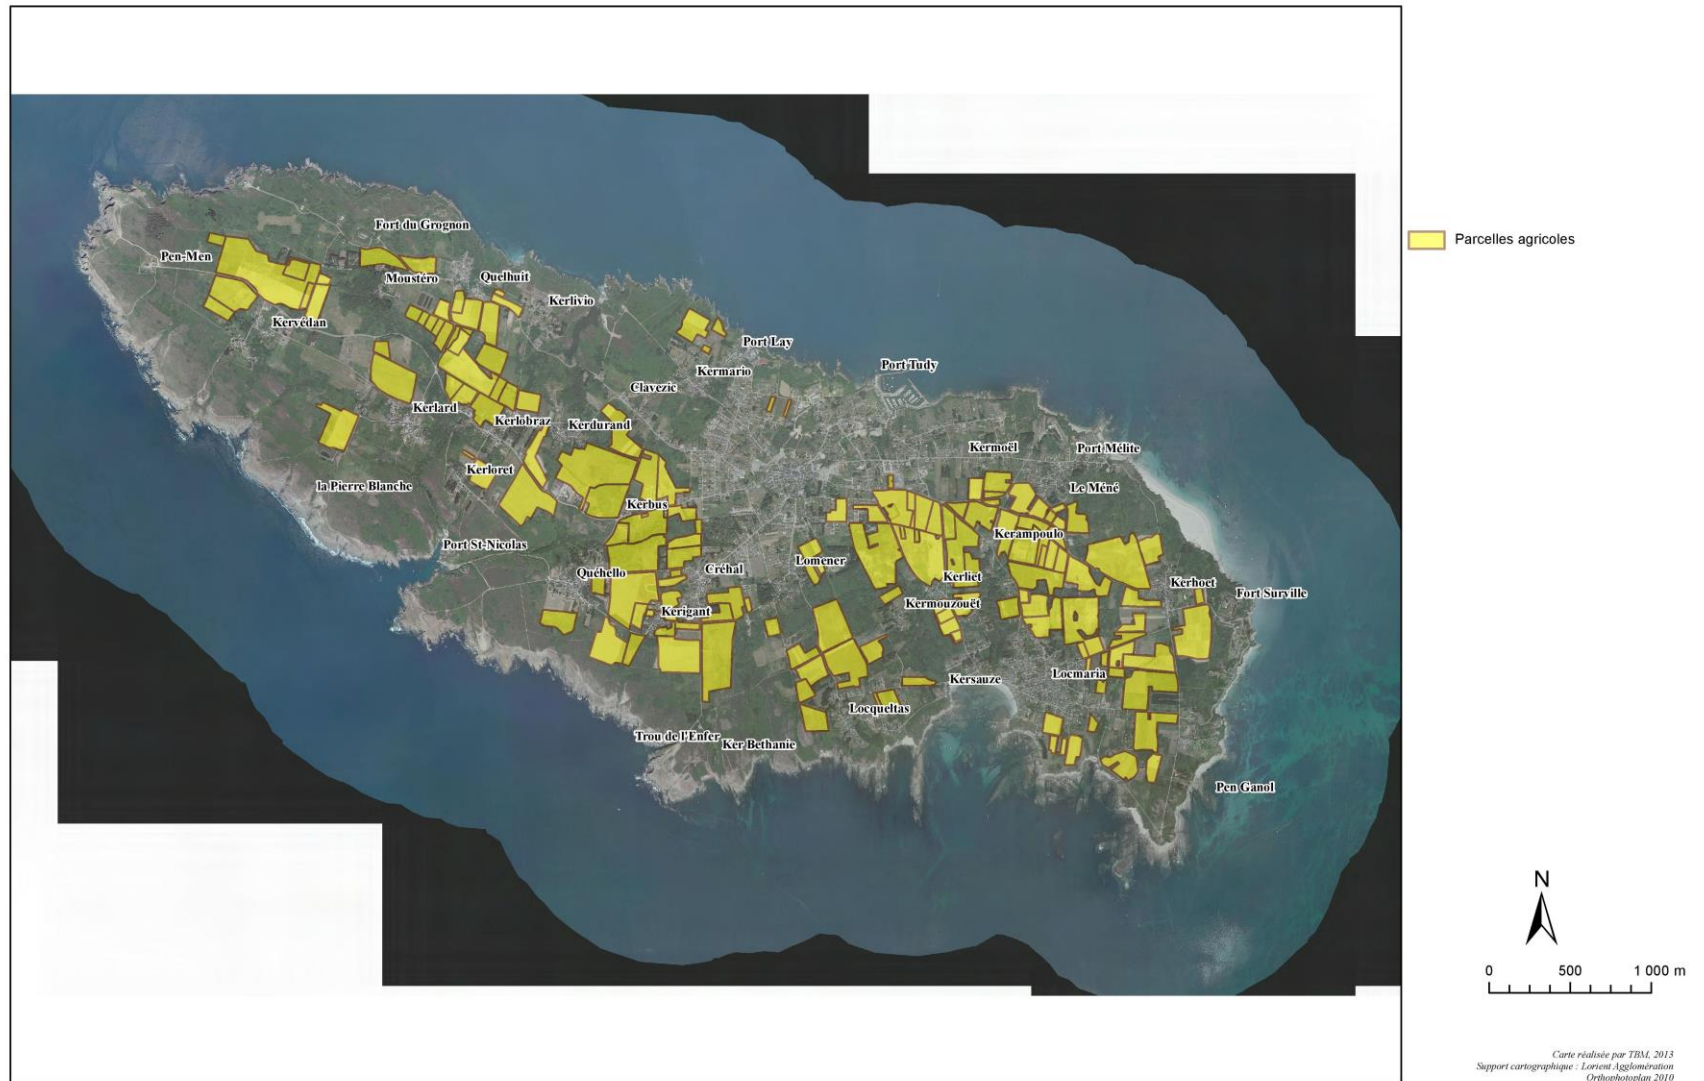 Fort du Grognon
Pen-Men
Parcelles agricoles
Moustéro
Quelhuit
Kerlivio
Kervédan
Port Lay
Port Tudy
Kermario
Clavezic
Kerlard
Kerlobraz
Kerdurand
Kermoël
Port Mélite
Kerloret
la Pierre Blanche
Le Méné
Kerbus
Kerampoulo
Port St-Nicolas
Lomener
Quéhello
Créhal
Kerliet
Kerhoet
Fort Surville
Kermouzouët
Kerigant
Locmaria
Kersauze
Locqueltas
Trou de l'Enfer
Ker Bethanie
Pen Ganol
N
0 500 1 000 m
Carte réalisée par TBM, 2013
Support cartographique : Lorient Agglomération
Orthophotoplan 2010